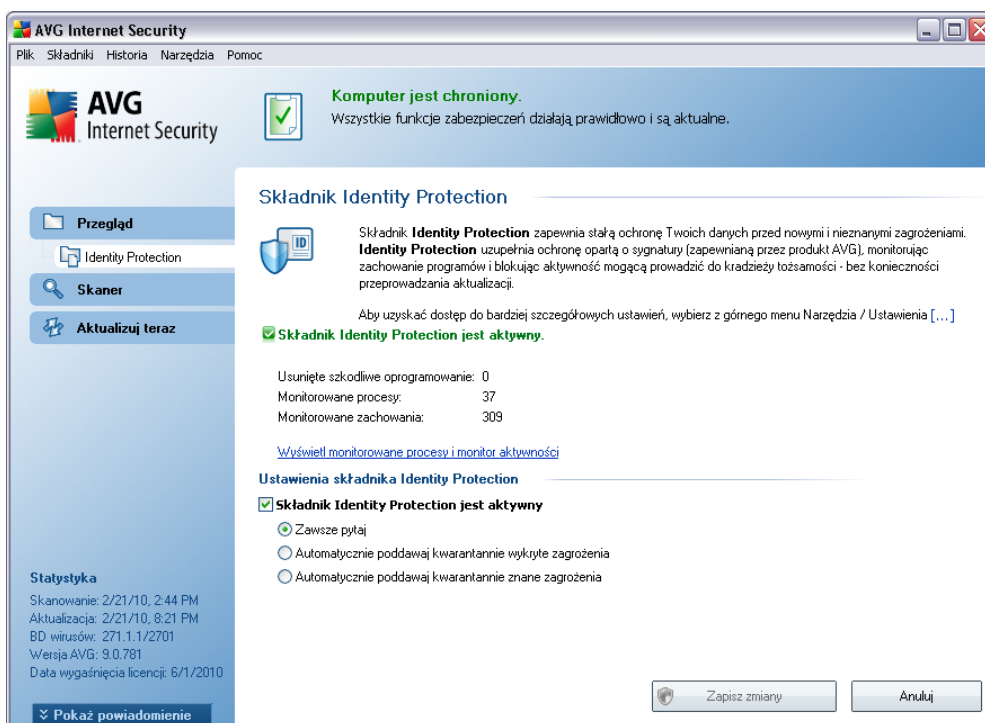 AVG Internet Security
Plik Składniki Historia Narzędzia Pomoc
AVG
Internet Security
Komputer jest chroniony.
Wszystkie funkcje zabezpieczeń działają prawidłowo i są aktualne.
Przegląd
Identity Protection
Skaner
Aktualizuj teraz
Składnik Identity Protection
ID
Składnik Identity Protection zapewnia stałą ochronę Twoich danych przed nowymi i nieznanymi zagrożeniami.
Identity Protection uzupełnia ochronę opartą o sygnatury (zapewnianą przez produkt AVG), monitorując
zachowanie programów i blokując aktywność mogącą prowadzić do kradzieży tożsamości - bez konieczności
przeprowadzania aktualizacji.
Aby uzyskać dostęp do bardziej szczegółowych ustawień, wybierz z górnego menu Narzędzia / Ustawienia [...]
Składnik Identity Protection jest aktywny.
Usunięte szkodliwe oprogramowanie: 0
Monitorowane procesy: 37
Monitorowane zachowania: 309
Wyświetl monitorowane procesy i monitor aktywności
Ustawienia składnika Identity Protection
Składnik Identity Protection jest aktywny
Zawsze pytaj
Automatycznie poddawaj kwarantannie wykryte zagrożenia
Automatycznie poddawaj kwarantannie znane zagrożenia
Statystyka
Skanowanie: 2/21/10, 2:44 PM
Aktualizacja: 2/21/10, 8:21 PM
BD wirusów: 271.1.1/2701
Wersja AVG: 9.0.781
Data wygaśnięcia licencji: 6/1/2010
Pokaż powiadomienie
Zapisz zmiany
Anuluj